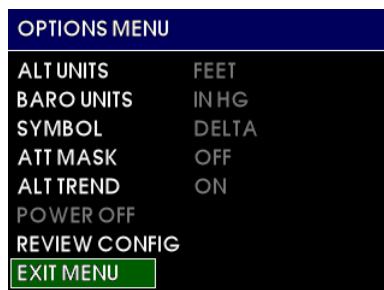 OPTIONS MENU
ALT UNITS FEET
BARO UNITS IN HG
SYMBOL DELTA
ATT MASK OFF
ALT TREND ON
POWER OFF
REVIEW CONFIG
EXIT MENU